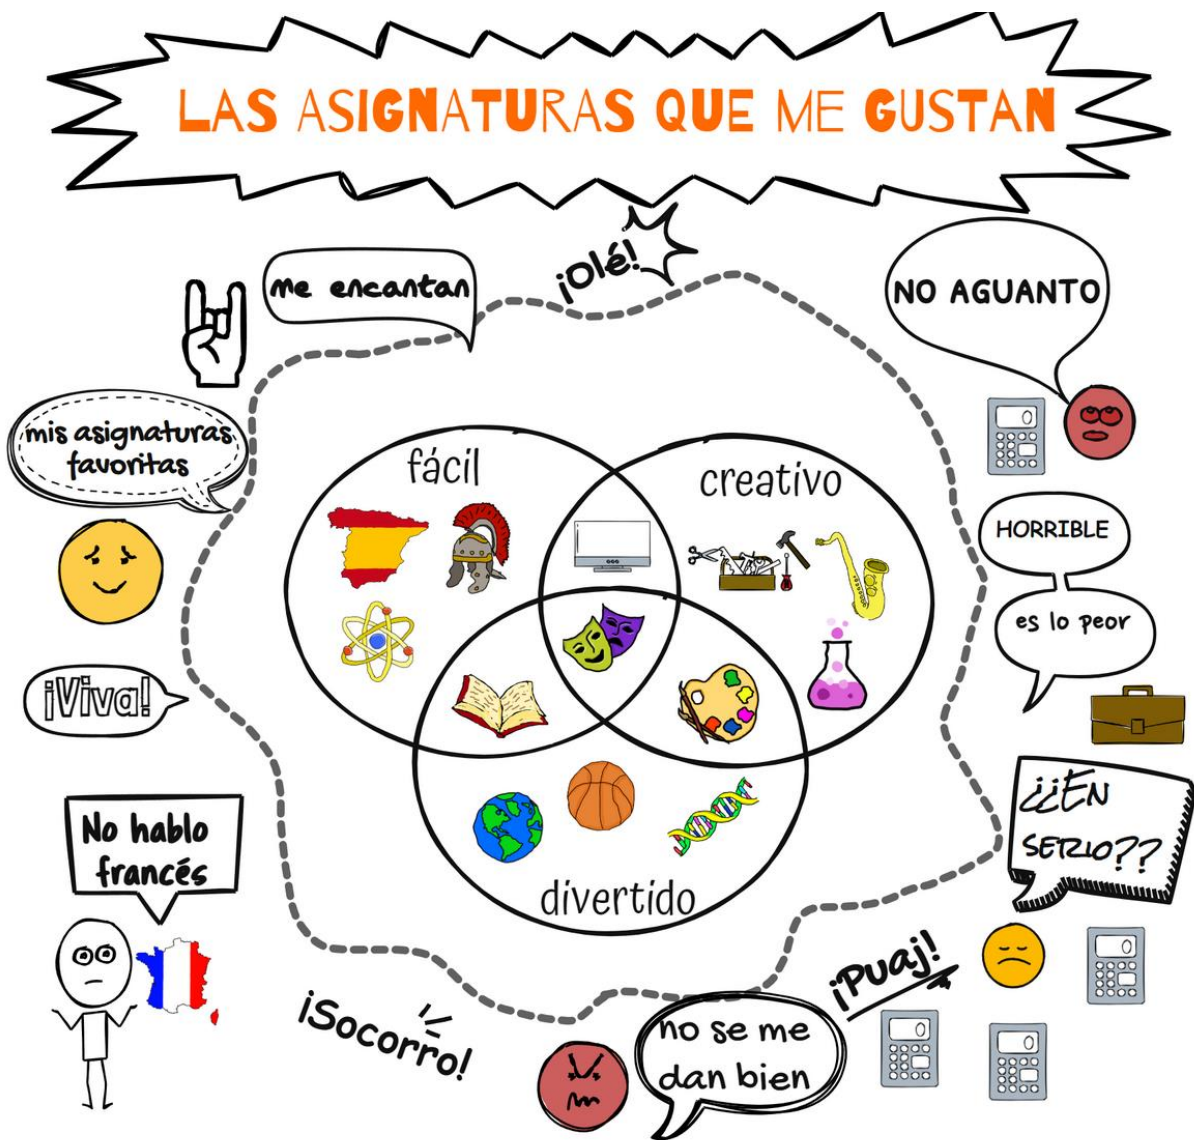 LAS ASIGNATURAS QUE ME GUSTAN
¡Olé!
me encantan
NO AGUANTO
mis asignaturas
favoritas
fácil
creativo
HORRIBLE
es lo peor
¡Viva!
¿¿EN
SERIO??
No hablo
francés
divertido
¡Puaj!
¡Socorro!
no se me
dan bien